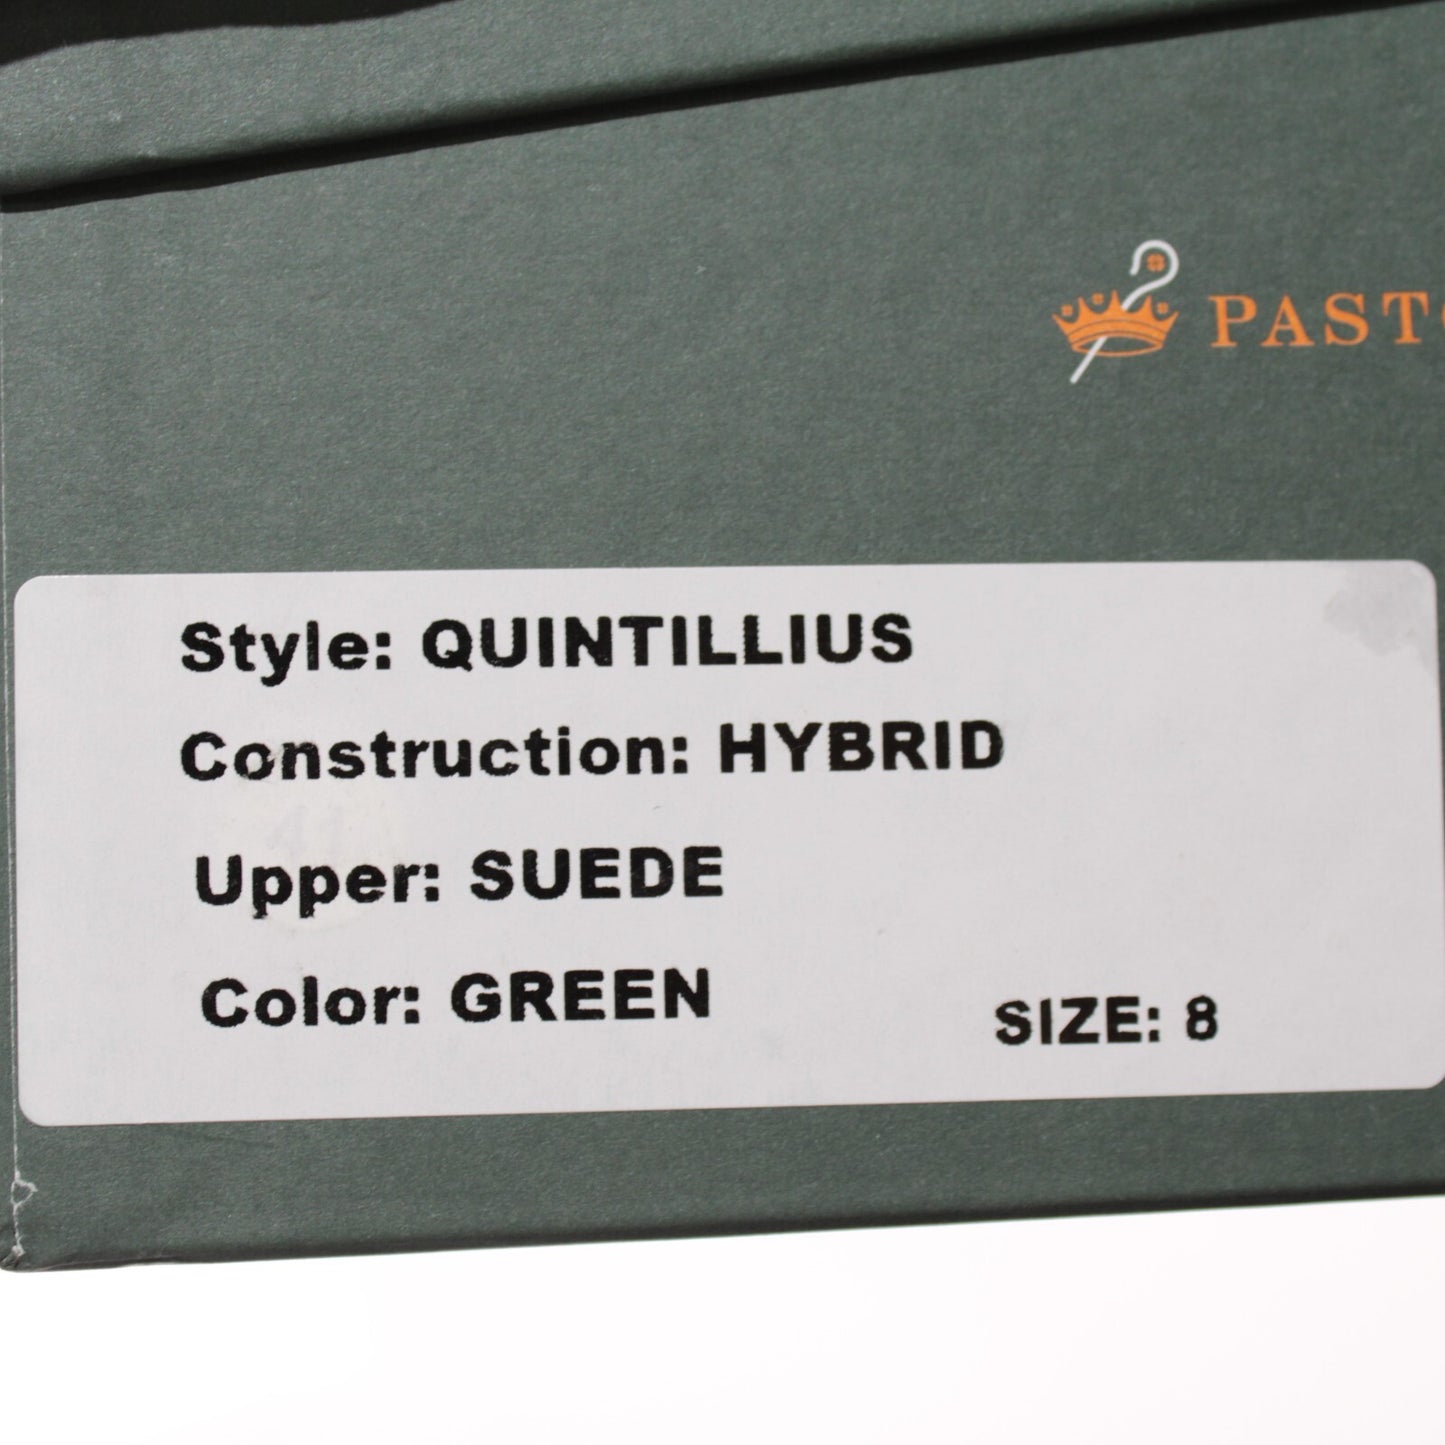 PAST
Style: QUINTILLIUS
Construction: HYBRID
Upper: SUEDE
Color: GREEN
SIZE: 8